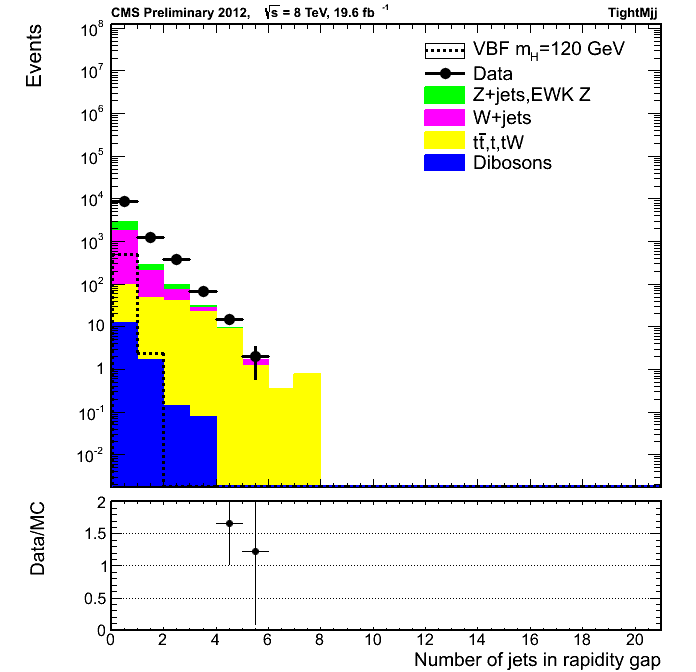 CMS Preliminary 2012, √s = 8 TeV, 19.6 fb⁻¹ TightMjj
Events
10⁸
10⁷
10⁶
10⁵
10⁴
10³
10²
10
1
10⁻¹
10⁻²
VBF m_H=120 GeV
Data
Z+jets,EWK Z
W+jets
tt̅,t,tW
Dibosons
Data/MC
2
1.5
1
0.5
0
0 2 4 6 8 10 12 14 16 18 20
Number of jets in rapidity gap